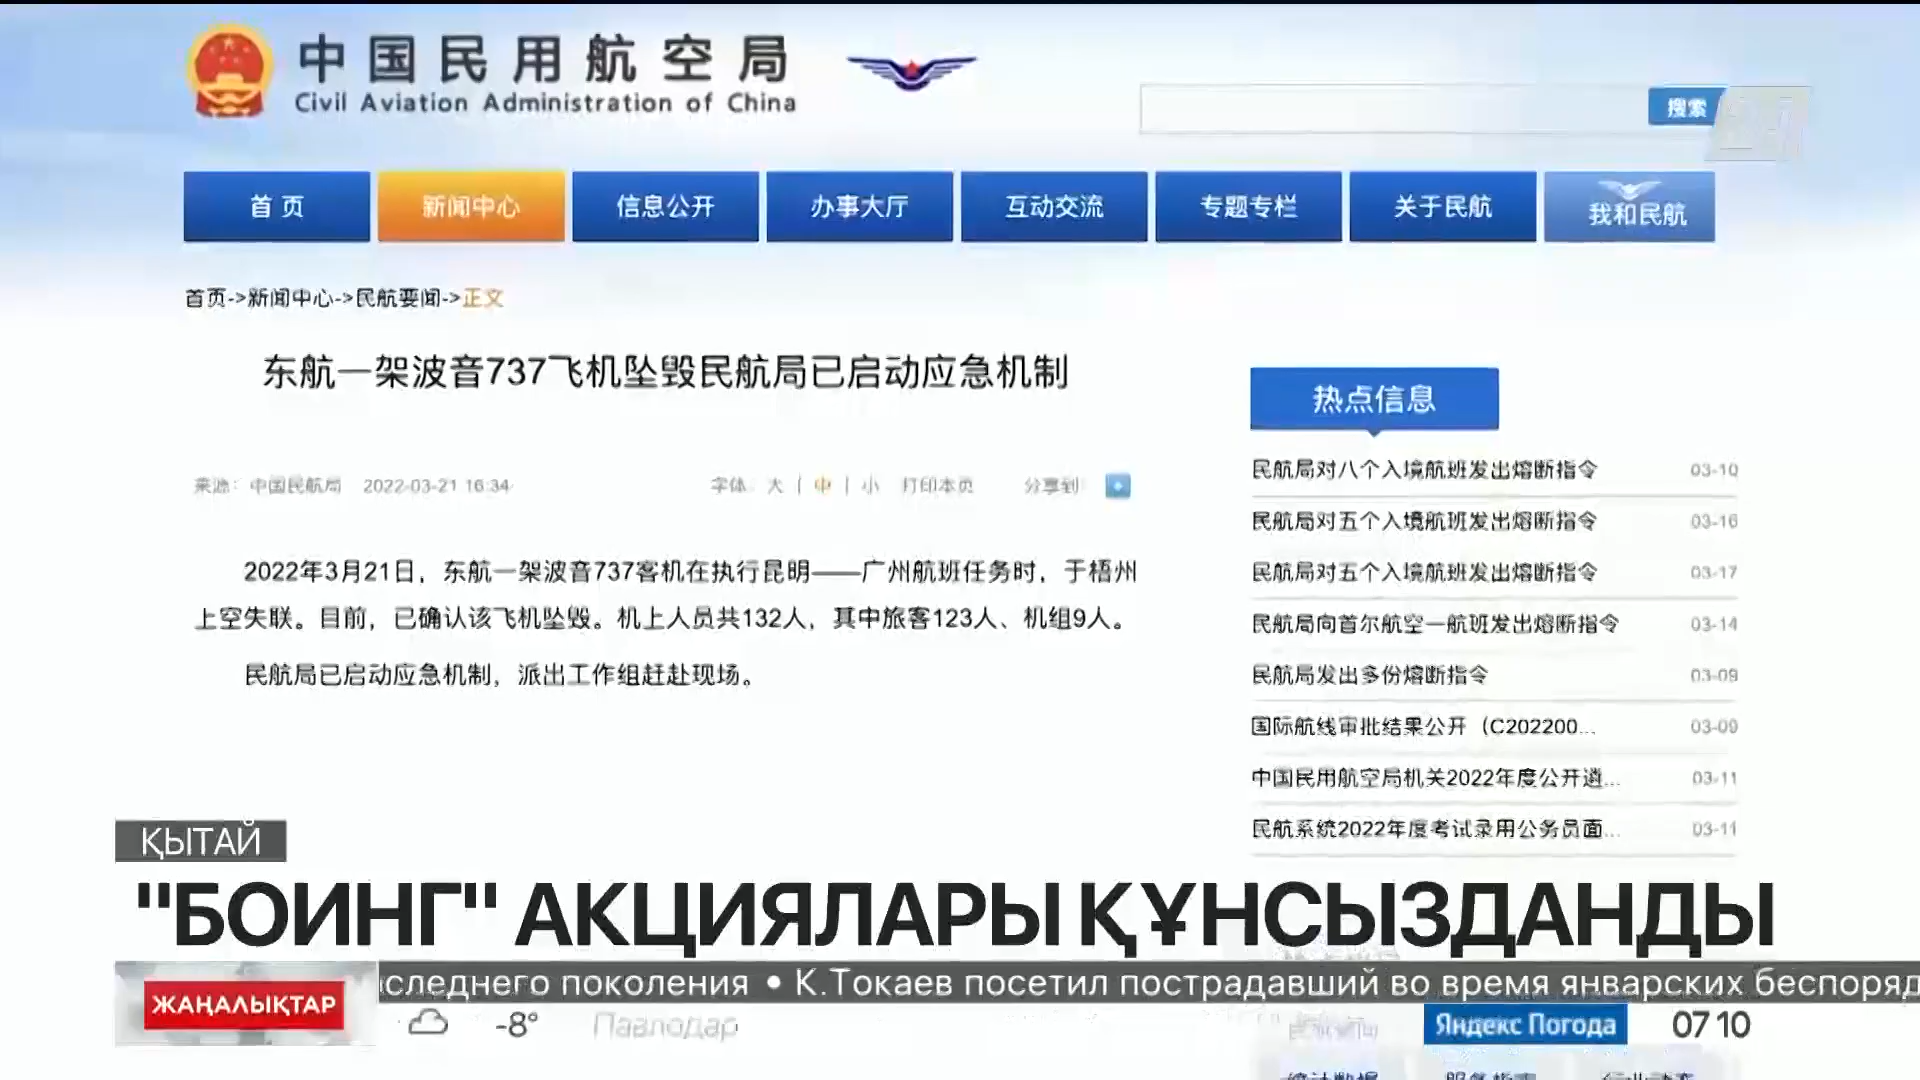 中国民用航空局
Civil Aviation Administration of China
搜索
首 页
新闻中心
信息公开
办事大厅
互动交流
专题专栏
关于民航
我和民航
首页->新闻中心->民航要闻->正文
东航一架波音737飞机坠毁民航局已启动应急机制
来源: 中国民航局 2022-03-21 16:34
字体: 大 | 中 | 小 打印本页 分享到
2022年3月21日，东航一架波音737客机在执行昆明——广州航班任务时，于梧州
上空失联。目前，已确认该飞机坠毁。机上人员共132人，其中旅客123人、机组9人。
民航局已启动应急机制，派出工作组赶赴现场。
热点信息
民航局对八个入境航班发出熔断指令 03-10
民航局对五个入境航班发出熔断指令 03-16
民航局对五个入境航班发出熔断指令 03-17
民航局向首尔航空一航班发出熔断指令 03-14
民航局发出多份熔断指令 03-09
国际航线审批结果公开（C202200... 03-09
中国民用航空局机关2022年度公开遴... 03-11
民航系统2022年度考试录用公务员面... 03-11
ҚЫТАЙ
"БОИНГ" АКЦИЯЛАРЫ ҚҰНСЫЗДАНДЫ
ЖАҢАЛЫҚТАР
следнего поколения • К.Токаев посетил пострадавший во время январских беспоряд
-8° Павлодар
Яндекс Погода
07 10